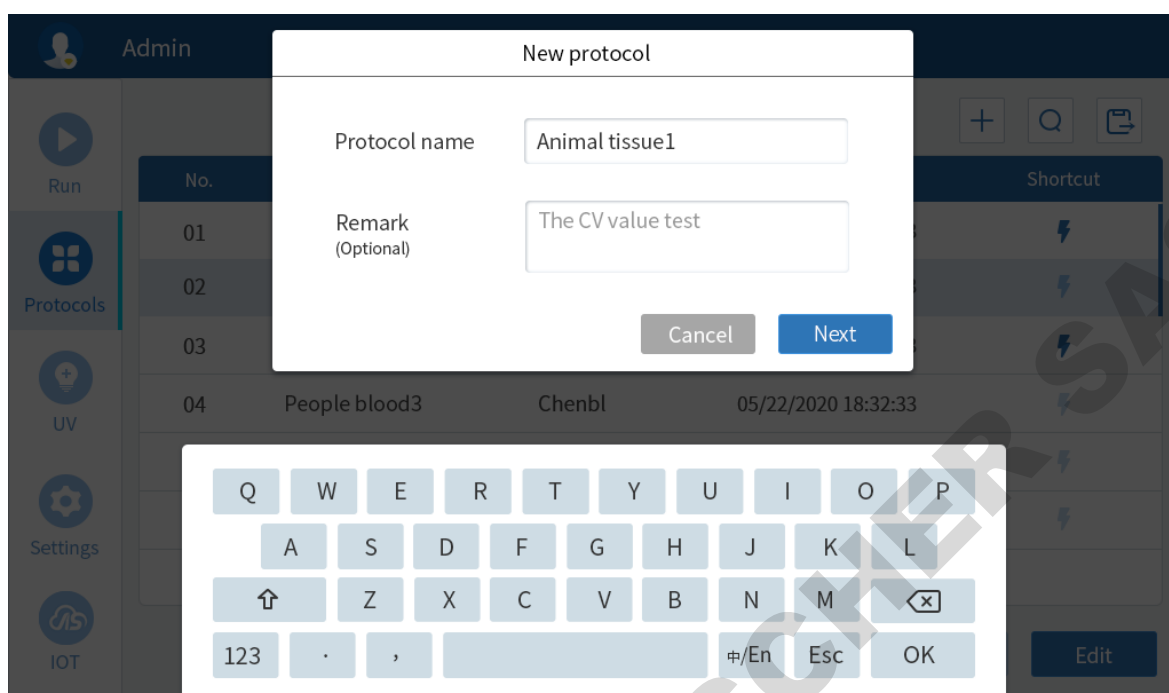 Admin
New protocol
Protocol name
Animal tissue1
Remark
(Optional)
The CV value test
Cancel
Next
Run
Protocols
UV
Settings
IOT
No.
Shortcut
01
02
03
04 People blood3 Chenbl 05/22/2020 18:32:33
Q W E R T Y U I O P
A S D F G H J K L
Z X C V B N M
123 . , 中/En Esc OK
Edit